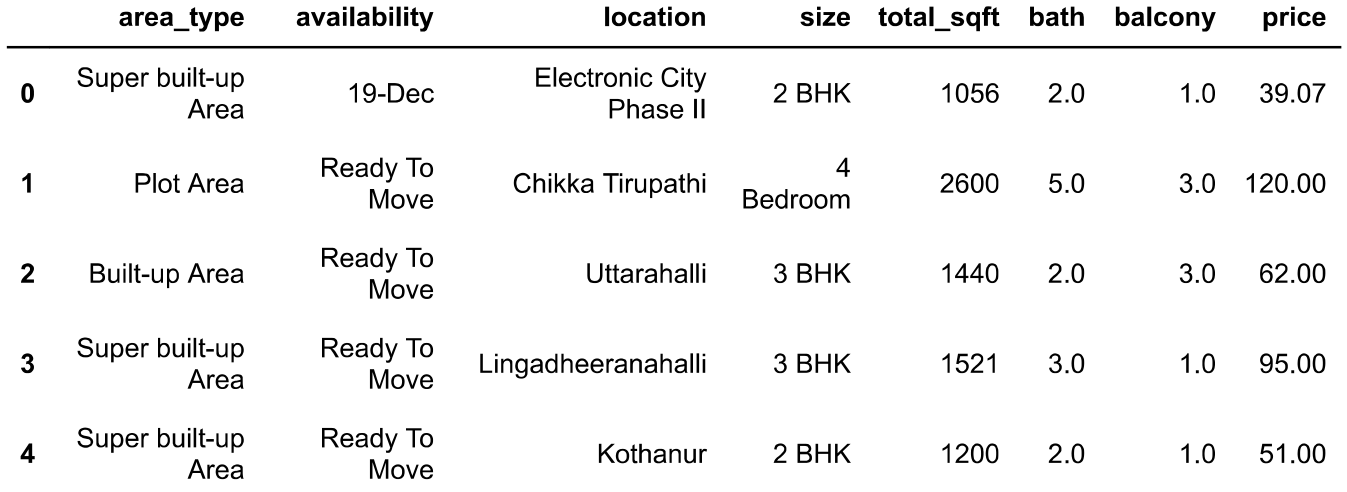 area_type availability location size total_sqft bath balcony price
0 Super built-up Area 19-Dec Electronic City Phase II 2 BHK 1056 2.0 1.0 39.07
1 Plot Area Ready To Move Chikka Tirupathi 4 Bedroom 2600 5.0 3.0 120.00
2 Built-up Area Ready To Move Uttarahalli 3 BHK 1440 2.0 3.0 62.00
3 Super built-up Area Ready To Move Lingadheeranahalli 3 BHK 1521 3.0 1.0 95.00
4 Super built-up Area Ready To Move Kothanur 2 BHK 1200 2.0 1.0 51.00